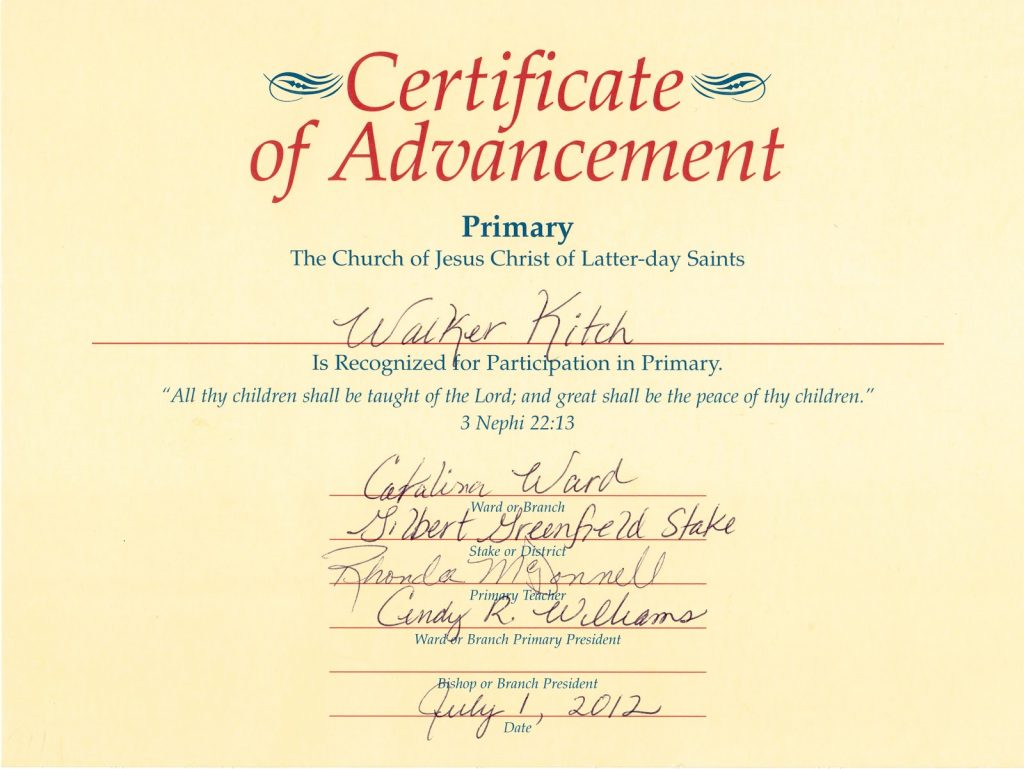 Certificate
of Advancement
Primary
The Church of Jesus Christ of Latter-day Saints
Walker Kitch
Is Recognized for Participation in Primary.
“All thy children shall be taught of the Lord; and great shall be the peace of thy children.”
3 Nephi 22:13
Catalina Ward
Ward or Branch
Gilbert Greenfield Stake
Stake or District
Rhonda McDonnell
Primary Teacher
Cindy R. Williams
Ward or Branch Primary President
Bishop or Branch President
July 1, 2012
Date